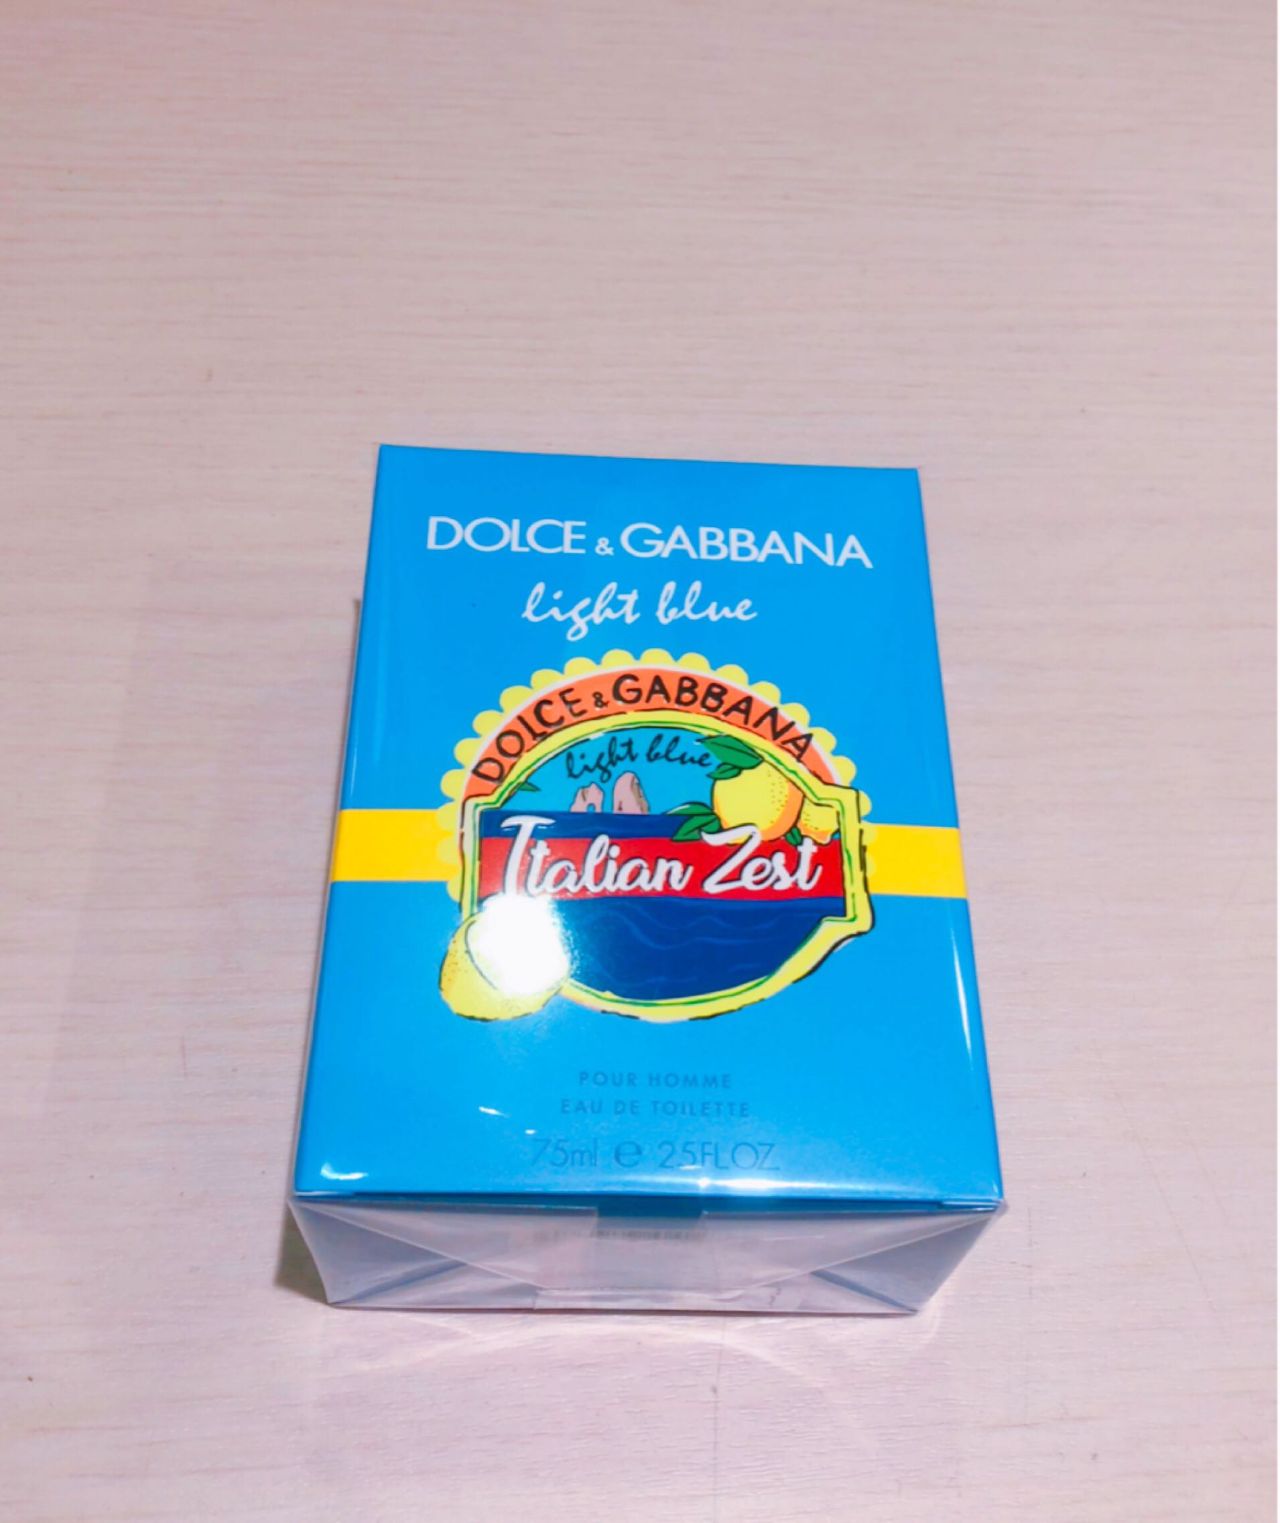 DOLCE & GABBANA
light blue
DOLCE & GABBANA
light blue
Italian Zest
POUR HOMME
EAU DE TOILETTE
75ml ℮ 2.5FL.OZ